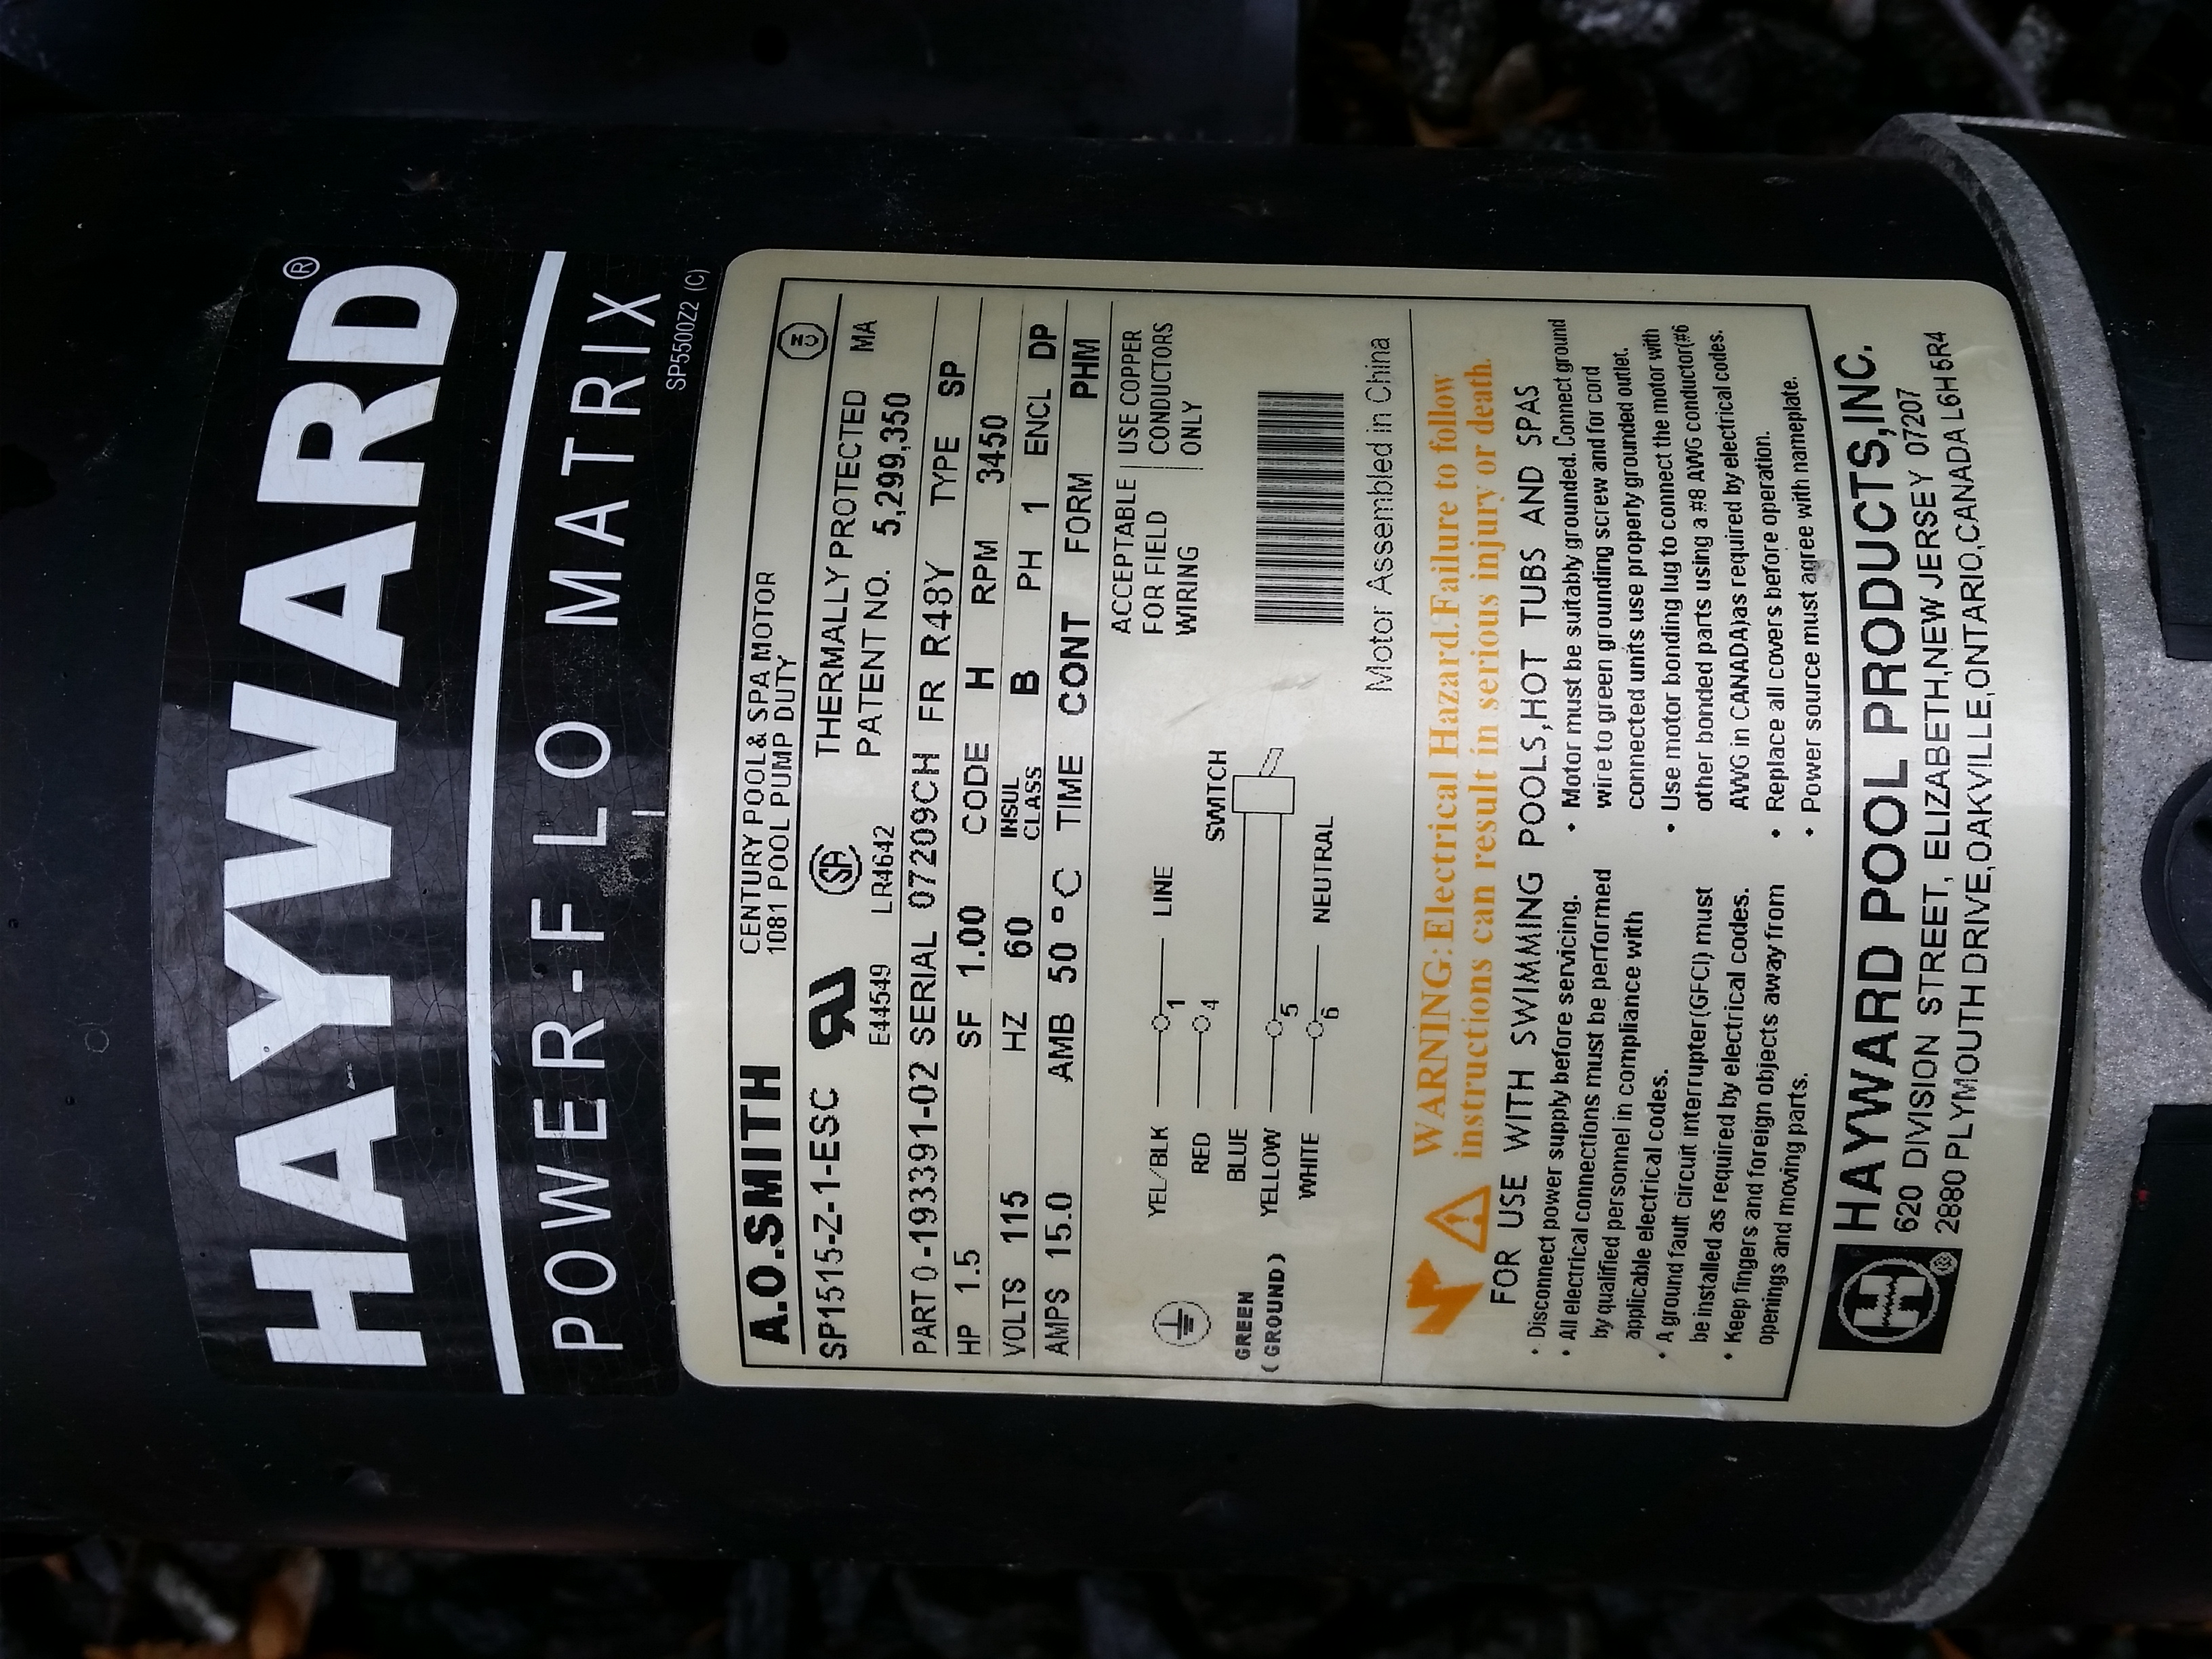 HAYWARD®
POWER-FLO MATRIX
SP5500Z2 (C)
A.O.SMITH
CENTURY POOL & SPA MOTOR
1081 POOL PUMP DUTY
SP1515-Z-1-ESC
E44549
LR4642
THERMALLY PROTECTED MA
PATENT NO. 5,299,350
PART 0-193391-02 SERIAL 07209CH FR R48Y TYPE SP
HP 1.5 SF 1.00 CODE H RPM 3450
VOLTS 115 HZ 60 INSUL CLASS B PH 1 ENCL DP
AMPS 15.0 AMB 50 °C TIME CONT FORM PHM
ACCEPTABLE
FOR FIELD
WIRING
USE COPPER
CONDUCTORS
ONLY
GREEN
(GROUND)
YEL/BLK 1 LINE
RED 4
BLUE SWITCH
YELLOW 5
WHITE 6 NEUTRAL
Motor Assembled in China
WARNING:Electrical Hazard.Failure to follow
instructions can result in serious injury or death.
FOR USE WITH SWIMMING POOLS,HOT TUBS AND SPAS
• Disconnect power supply before servicing.
• All electrical connections must be performed
by qualified personnel in compliance with
applicable electrical codes.
• A ground fault circuit interrupter(GFCI) must
be installed as required by electrical codes.
• Keep fingers and foreign objects away from
openings and moving parts.
• Motor must be suitably grounded. Connect ground
wire to green grounding screw and for cord
connected units use properly grounded outlet.
• Use motor bonding lug to connect the motor with
other bonded parts using a #8 AWG conductor(#6
AWG in CANADA)as required by electrical codes.
• Replace all covers before operation.
• Power source must agree with nameplate.
HAYWARD POOL PRODUCTS,INC.
620 DIVISION STREET, ELIZABETH,NEW JERSEY 07207
2880 PLYMOUTH DRIVE,OAKVILLE,ONTARIO,CANADA L6H 5R4